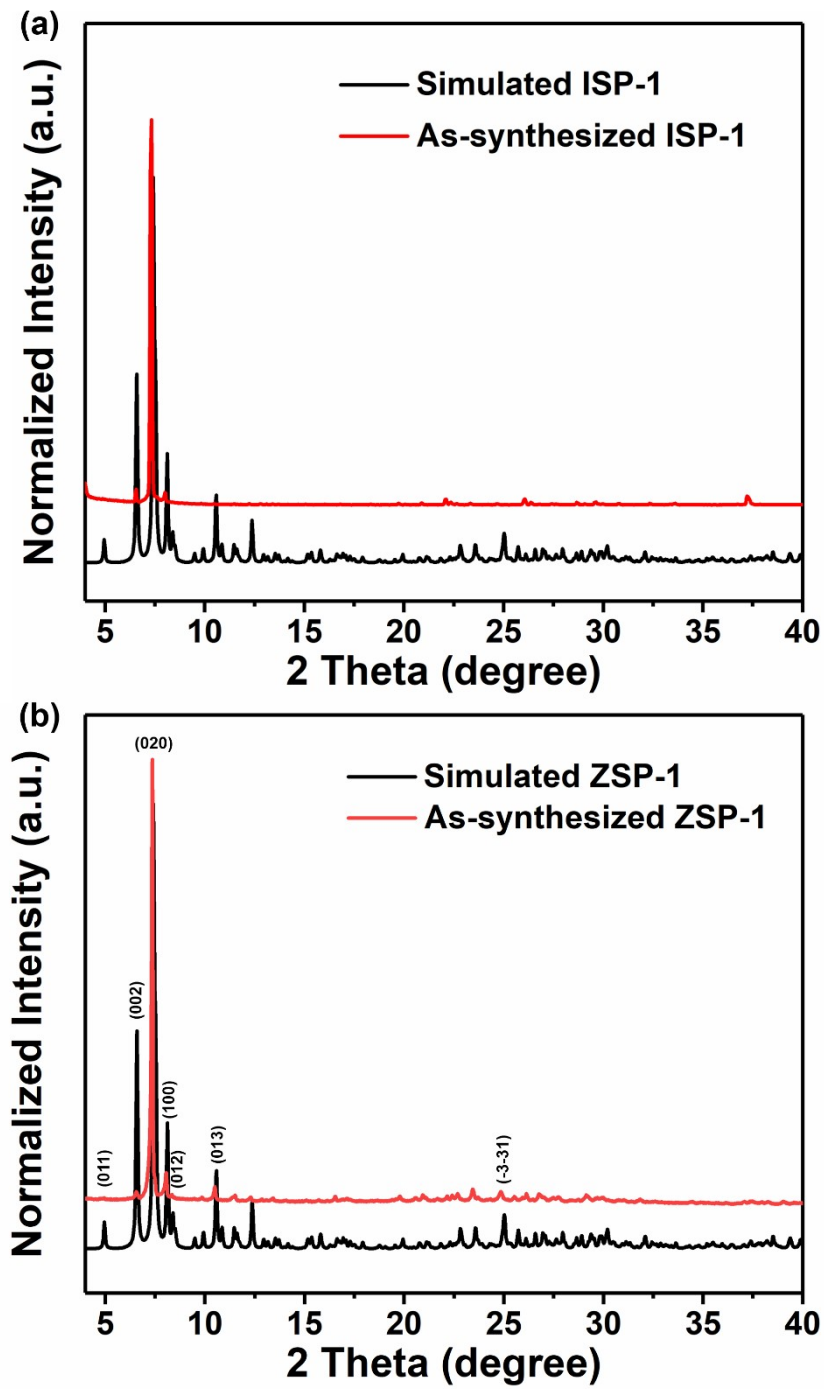 (a)
Normalized Intensity (a.u.)
Simulated ISP-1
As-synthesized ISP-1
5 10 15 20 25 30 35 40
2 Theta (degree)
(b)
Normalized Intensity (a.u.)
Simulated ZSP-1
As-synthesized ZSP-1
(011)
(002)
(020)
(100)
(012)
(013)
(-3-31)
5 10 15 20 25 30 35 40
2 Theta (degree)